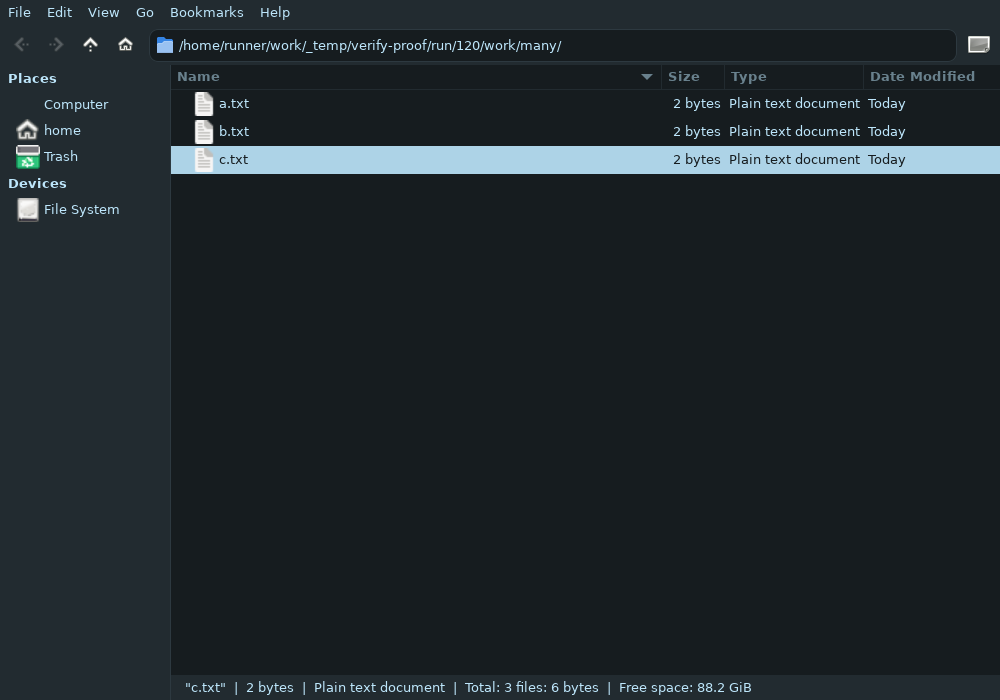 File Edit View Go Bookmarks Help
/home/runner/work/_temp/verify-proof/run/120/work/many/
Places
Computer
home
Trash
Devices
File System
Name Size Type Date Modified
a.txt 2 bytes Plain text document Today
b.txt 2 bytes Plain text document Today
c.txt 2 bytes Plain text document Today
"c.txt" | 2 bytes | Plain text document | Total: 3 files: 6 bytes | Free space: 88.2 GiB